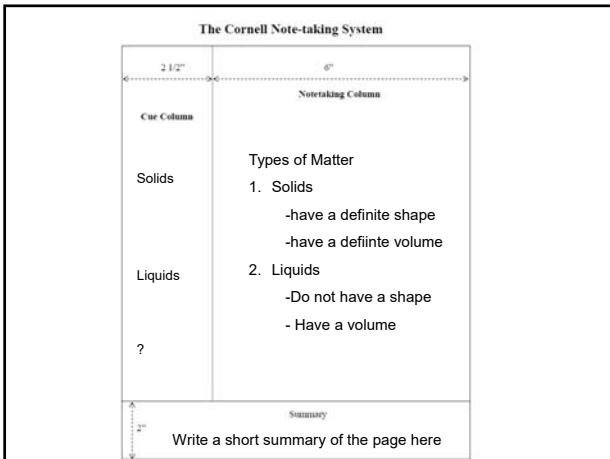 The Cornell Note-taking System
2 1/2"
6"
Notetaking Column
Cue Column
Types of Matter
Solids
1. Solids
-have a definite shape
-have a defiinte volume
Liquids
2. Liquids
-Do not have a shape
- Have a volume
?
Summary
2"
Write a short summary of the page here